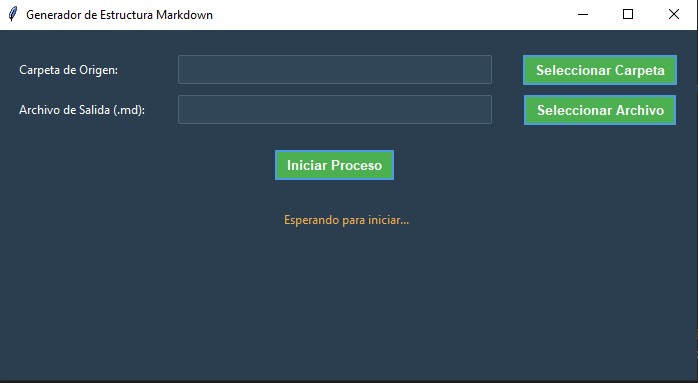 Generador de Estructura Markdown
Carpeta de Origen:
Seleccionar Carpeta
Archivo de Salida (.md):
Seleccionar Archivo
Iniciar Proceso
Esperando para iniciar...